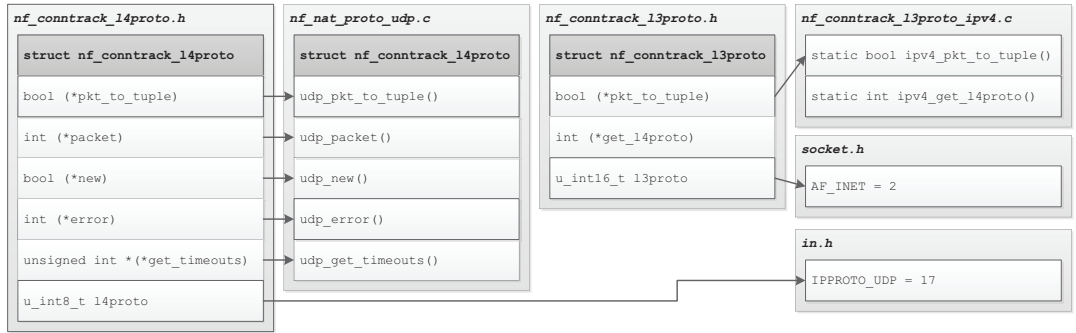 nf_conntrack_l4proto.h
struct nf_conntrack_l4proto
bool (*pkt_to_tuple)
int (*packet)
bool (*new)
int (*error)
unsigned int *(*get_timeouts)
u_int8_t l4proto
nf_nat_proto_udp.c
struct nf_conntrack_l4proto
udp_pkt_to_tuple()
udp_packet()
udp_new()
udp_error()
udp_get_timeouts()
nf_conntrack_l3proto.h
struct nf_conntrack_l3proto
bool (*pkt_to_tuple)
int (*get_l4proto)
u_int16_t l3proto
nf_conntrack_l3proto_ipv4.c
static bool ipv4_pkt_to_tuple()
static int ipv4_get_l4proto()
socket.h
AF_INET = 2
in.h
IPPROTO_UDP = 17